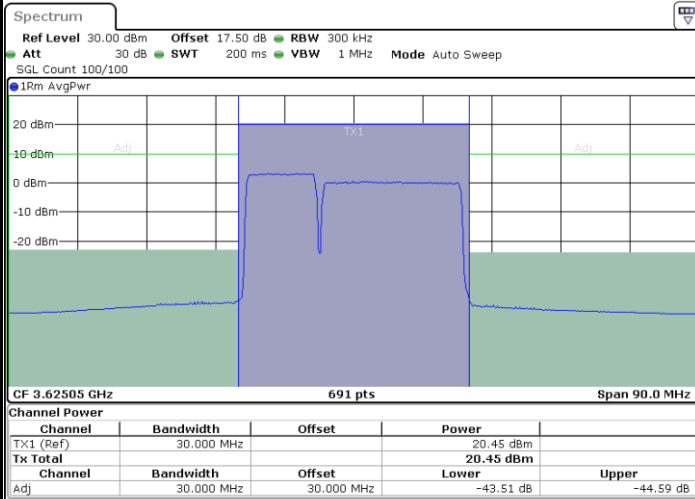 Spectrum
Ref Level 30.00 dBm Offset 17.50 dB RBW 300 kHz
Att 30 dB SWT 200 ms VBW 1 MHz Mode Auto Sweep
SGL Count 100/100
1Rm AvgPwr
20 dBm
TX1
Adj Adj
10 dBm
0 dBm
-10 dBm
-20 dBm
CF 3.62505 GHz 691 pts Span 90.0 MHz
Channel Power
Channel Bandwidth Offset Power
TX1 (Ref) 30.000 MHz 20.45 dBm
Tx Total 20.45 dBm
Channel Bandwidth Offset Lower Upper
Adj 30.000 MHz 30.000 MHz -43.51 dB -44.59 dB